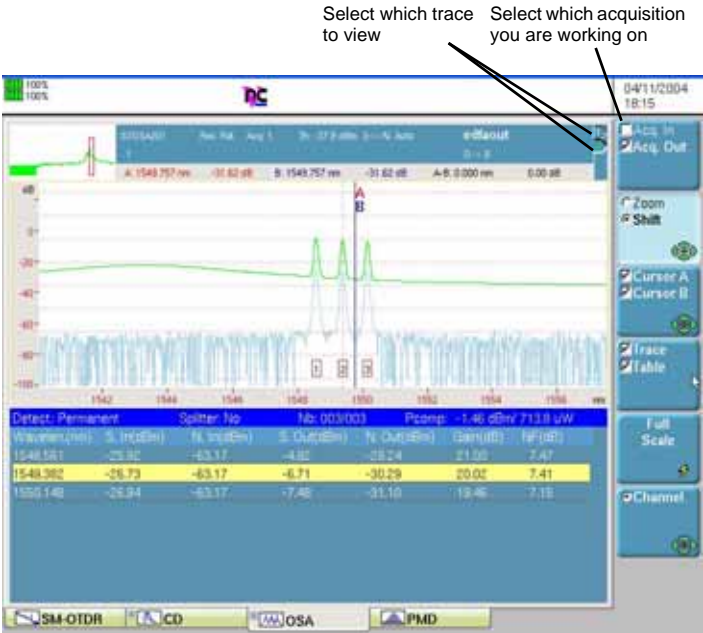 Select which trace to view
Select which acquisition you are working on
100%
100%
04/11/2004
18:15
edfaout
A: 1549.757 nm -31.62 dB B: 1549.757 nm -31.62 dB A-B: 0.000 nm 0.00 dB
Acq. In
Acq. Out
Zoom
Shift
Cursor A
Cursor B
Trace
Table
Full
Scale
Channel
dB
A
B
1 2 3
1542 1544 1546 1548 1550 1552 1554 1556 nm
Detect.: Permanent Splitter: No Nb: 003/003 Pcomp: -1.46 dBm/ 713.8 uW
S. In(dBm) N. In(dBm) S. Out(dBm) N. Out(dBm) Gain(dB) NF(dB)
1548.561 -25.92 -63.17 -4.92 -29.24 21.00 7.47
1549.382 -26.73 -63.17 -6.71 -30.29 20.02 7.41
1550.148 -26.94 -63.17 -7.48 -31.10 19.46 7.15
SM-OTDR CD OSA PMD